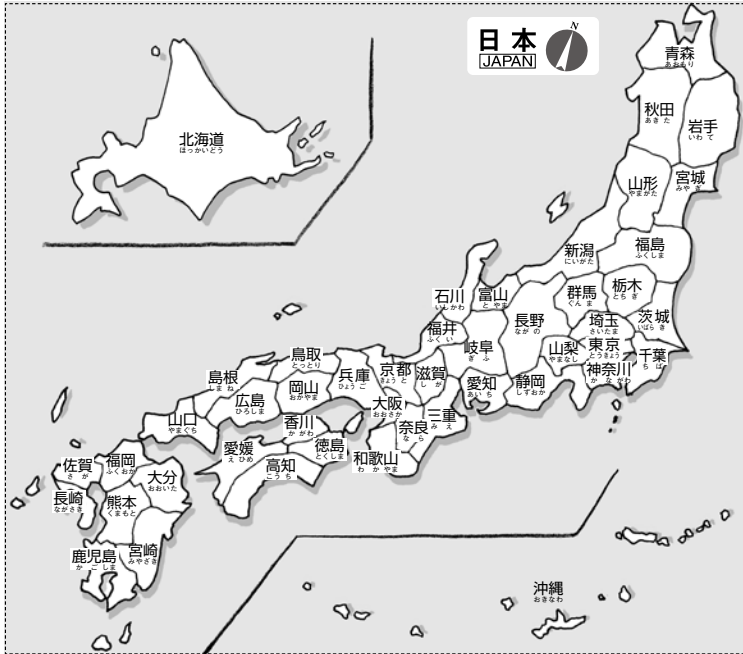 日本
JAPAN
N
北海道
ほっかいどう
青森
あおもり
秋田
あきた
岩手
いわて
山形
やまがた
宮城
みやぎ
新潟
にいがた
福島
ふくしま
石川
いしかわ
富山
とやま
群馬
ぐんま
栃木
とちぎ
福井
ふくい
長野
ながの
埼玉
さいたま
茨城
いばらき
岐阜
ぎふ
山梨
やまなし
東京
とうきょう
千葉
ちば
神奈川
かながわ
鳥取
とっとり
島根
しまね
岡山
おかやま
兵庫
ひょうご
京都
きょうと
滋賀
しが
愛知
あいち
静岡
しずおか
広島
ひろしま
大阪
おおさか
三重
みえ
山口
やまぐち
香川
かがわ
奈良
なら
愛媛
えひめ
徳島
とくしま
高知
こうち
和歌山
わかやま
佐賀
さが
福岡
ふくおか
大分
おおいた
長崎
ながさき
熊本
くまもと
鹿児島
かごしま
宮崎
みやざき
沖縄
おきなわ